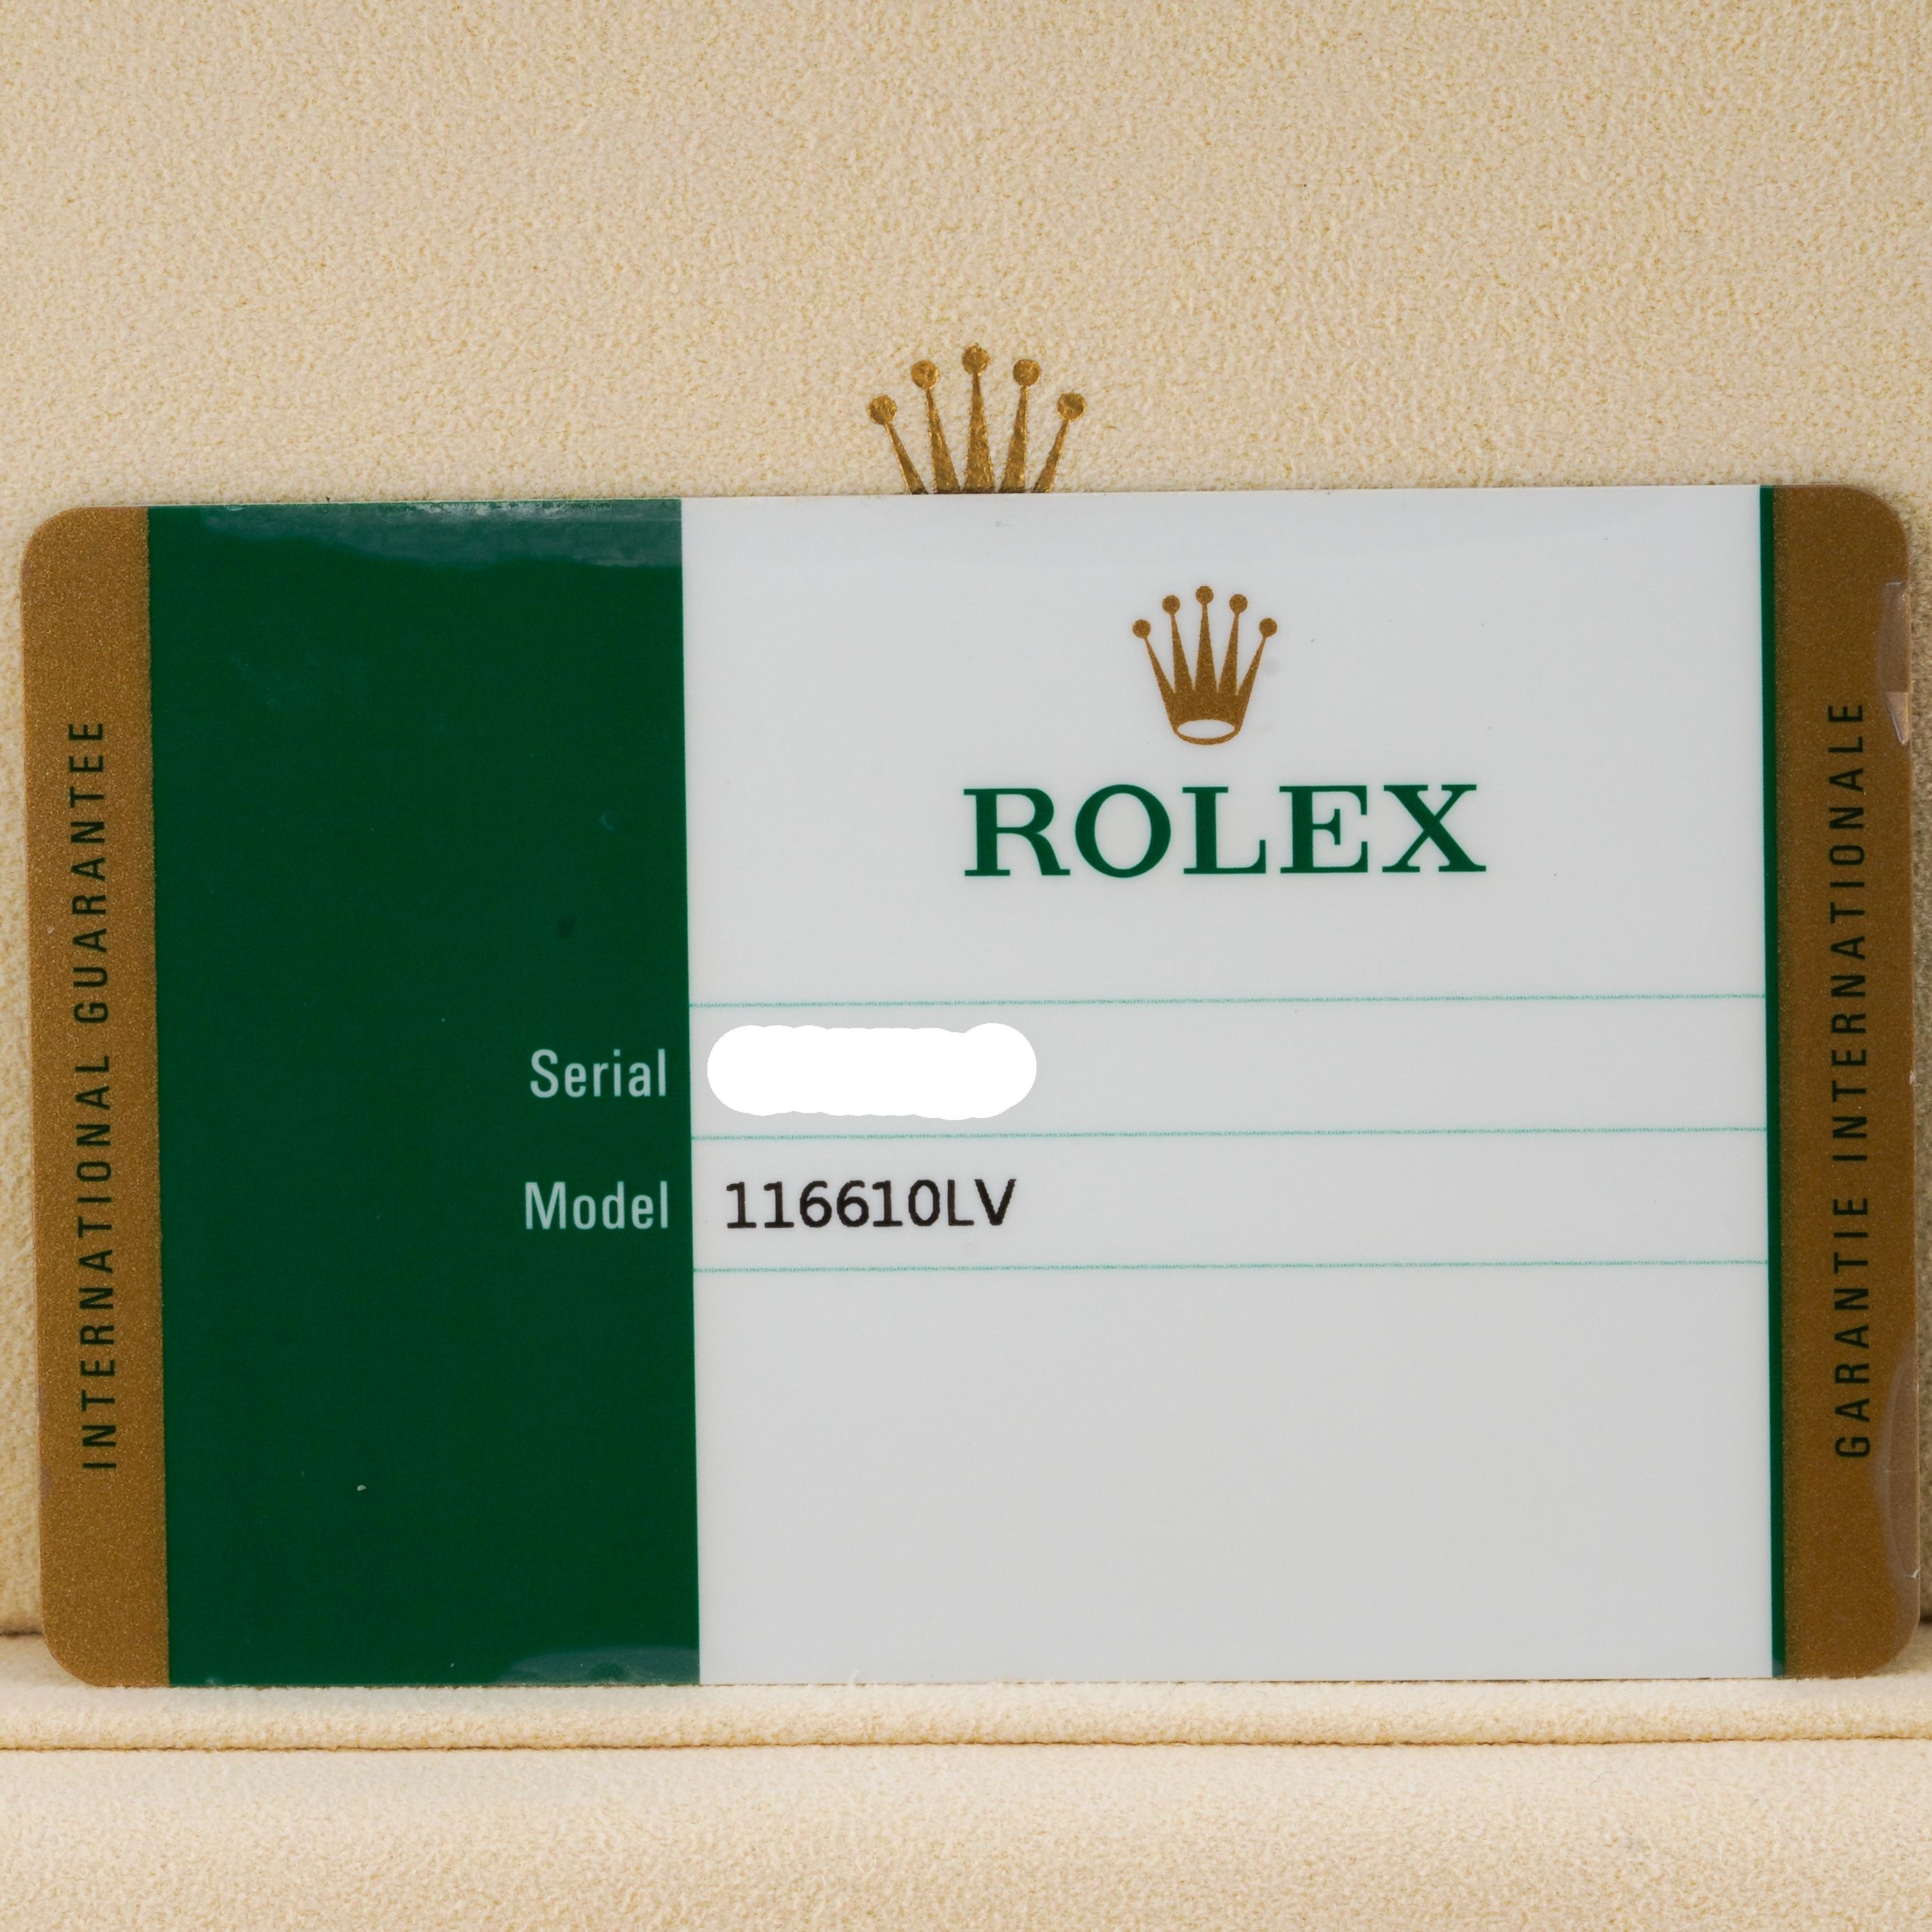 INTERNATIONAL GUARANTEE
ROLEX
Serial
Model 116610LV
GARANTIE INTERNATIONALE